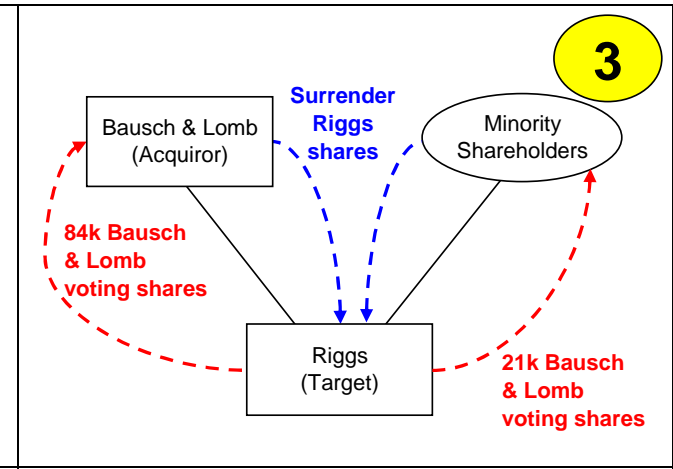 3
Surrender
Riggs
shares
Bausch & Lomb
(Acquiror)
Minority
Shareholders
84k Bausch
& Lomb
voting shares
Riggs
(Target)
21k Bausch
& Lomb
voting shares